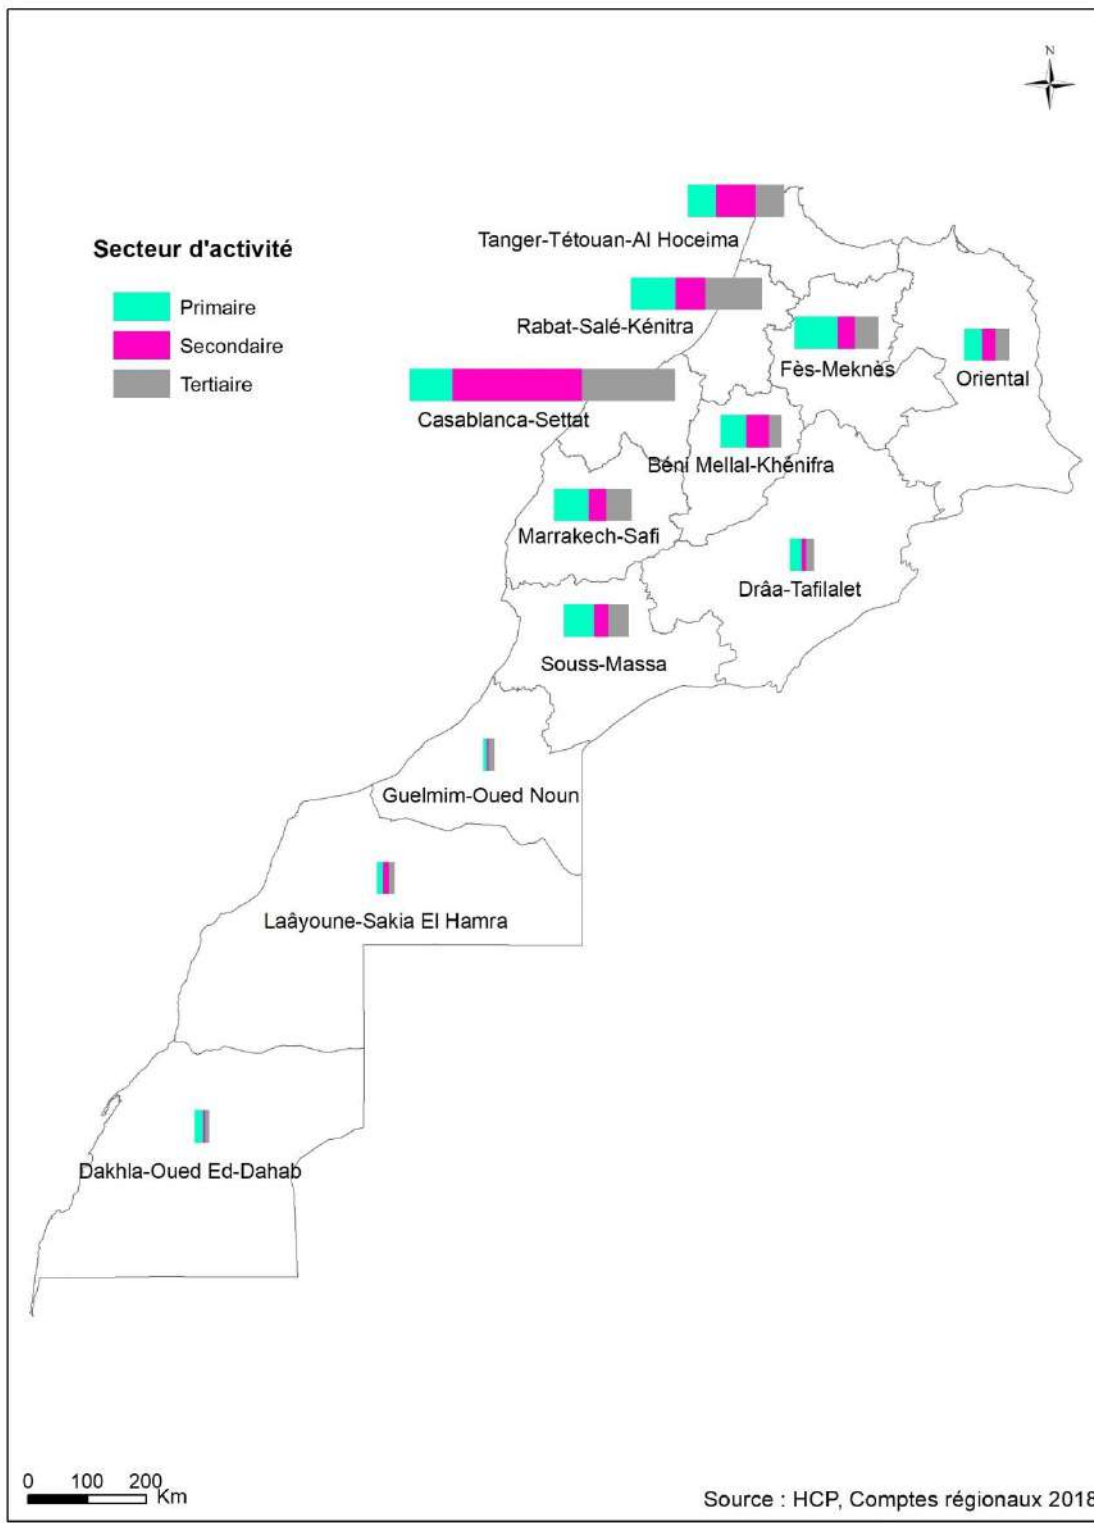 N
Tanger-Tétouan-Al Hoceima
Secteur d'activité
Primaire
Secondaire
Tertiaire
Rabat-Salé-Kénitra
Fès-Meknès
Oriental
Casablanca-Settat
Béni Mellal-Khénifra
Marrakech-Safi
Drâa-Tafilalet
Souss-Massa
Guelmim-Oued Noun
Laâyoune-Sakia El Hamra
Dakhla-Oued Ed-Dahab
0 100 200
Km
Source : HCP, Comptes régionaux 2018